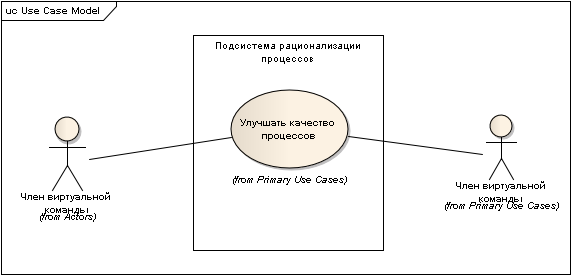 uc Use Case Model
Подсистема рационализации
процессов
Улучшать качество
процессов
(from Primary Use Cases)
Член виртуальной
команды
(from Actors)
Член виртуальной
команды
(from Primary Use Cases)